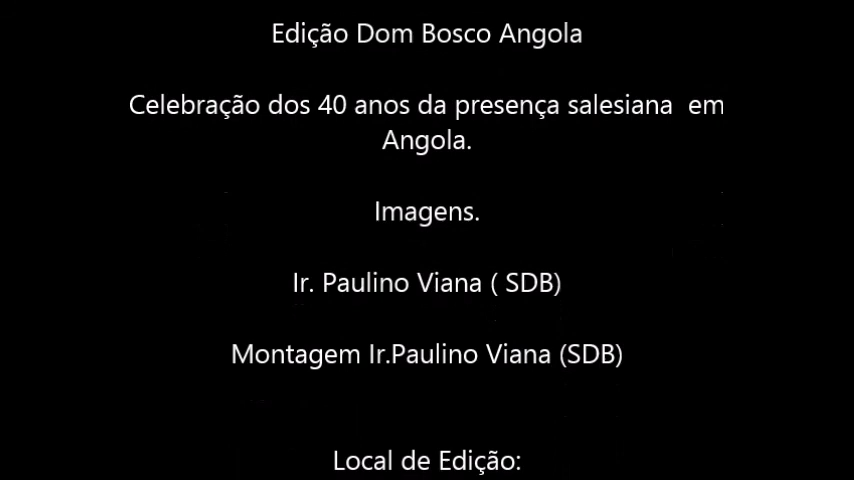 Edição Dom Bosco Angola
Celebração dos 40 anos da presença salesiana  em
Angola.
Imagens.
Ir. Paulino Viana ( SDB)
Montagem Ir.Paulino Viana (SDB)
Local de Edição: